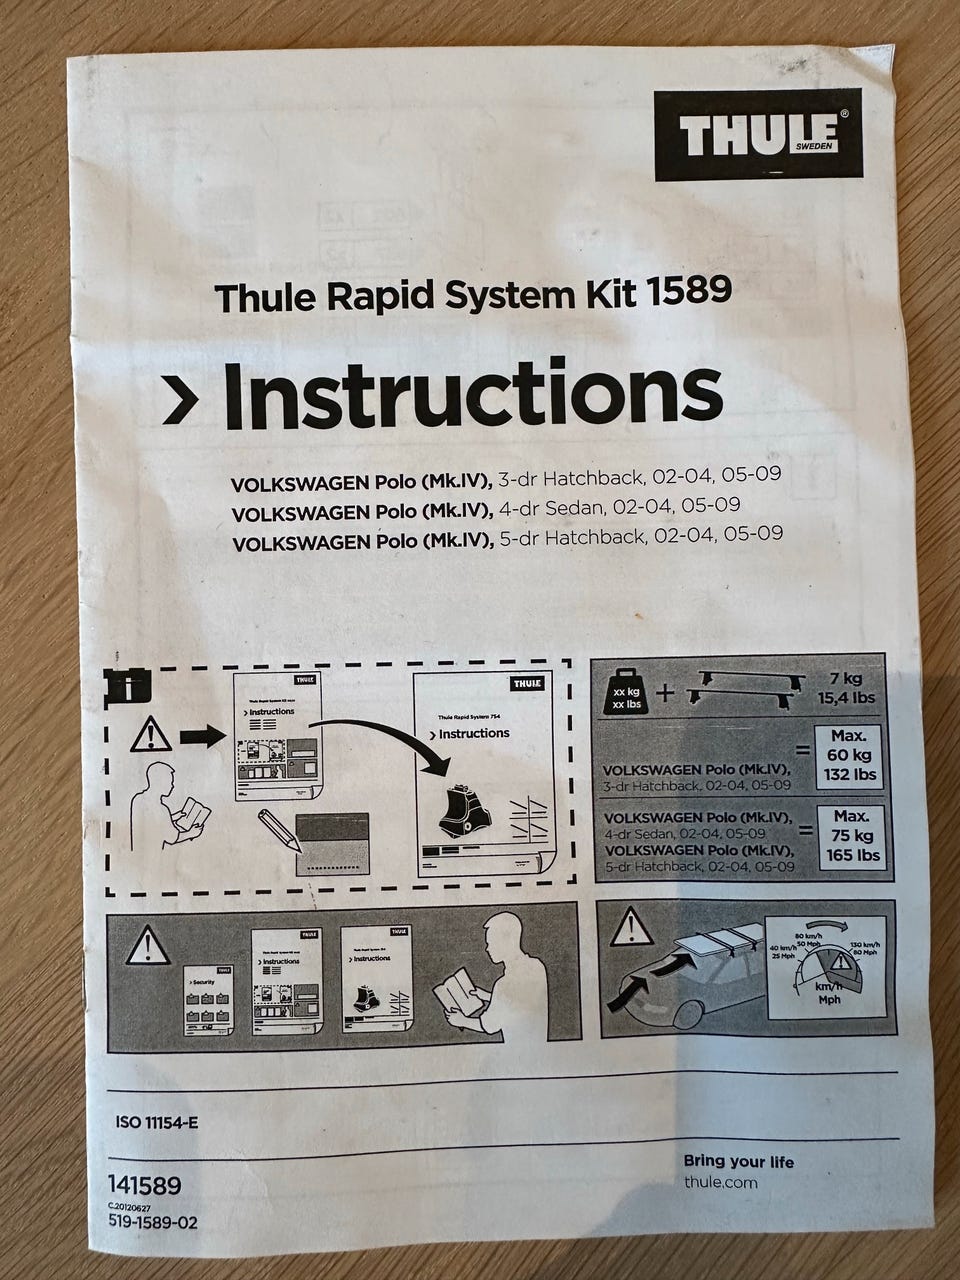 THULE®
SWEDEN
Thule Rapid System Kit 1589
› Instructions
VOLKSWAGEN Polo (Mk.IV), 3-dr Hatchback, 02-04, 05-09
VOLKSWAGEN Polo (Mk.IV), 4-dr Sedan, 02-04, 05-09
VOLKSWAGEN Polo (Mk.IV), 5-dr Hatchback, 02-04, 05-09
i
THULE
› Instructions
THULE
Thule Rapid System 754
› Instructions
xx kg
xx lbs
+
7 kg
15,4 lbs
VOLKSWAGEN Polo (Mk.IV),
3-dr Hatchback, 02-04, 05-09
=
Max.
60 kg
132 lbs
VOLKSWAGEN Polo (Mk.IV),
4-dr Sedan, 02-04, 05-09
VOLKSWAGEN Polo (Mk.IV),
5-dr Hatchback, 02-04, 05-09
=
Max.
75 kg
165 lbs
THULE
› Security
THULE
› Instructions
THULE
› Instructions
40 km/h
25 Mph
80 km/h
50 Mph
130 km/h
80 Mph
km/h
Mph
ISO 11154-E
141589
C.20120627
519-1589-02
Bring your life
thule.com